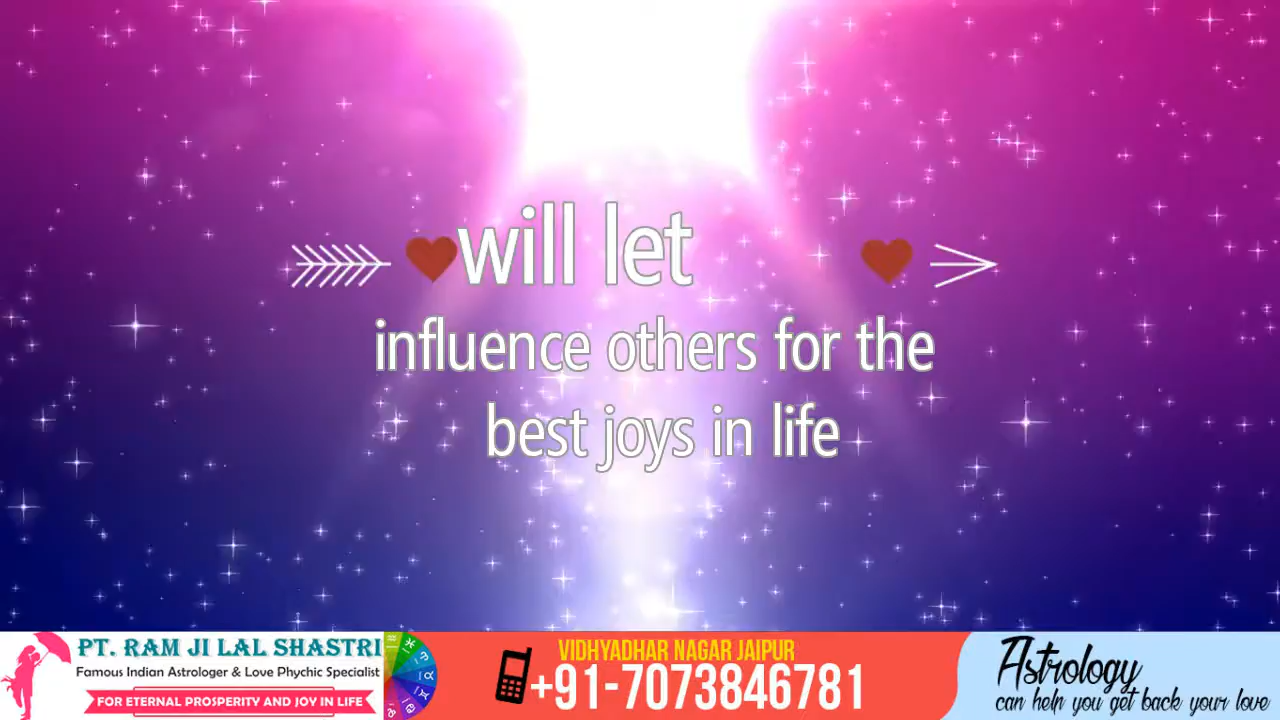 will let
influence others for the
best joys in life
PT. RAM JI LAL SHASTRI
Famous Indian Astrologer & Love Phychic Specialist
FOR ETERNAL PROSPERITY AND JOY IN LIFE
VIDHYADHAR NAGAR JAIPUR
+91-7073846781
Astrology
can help you get back your love